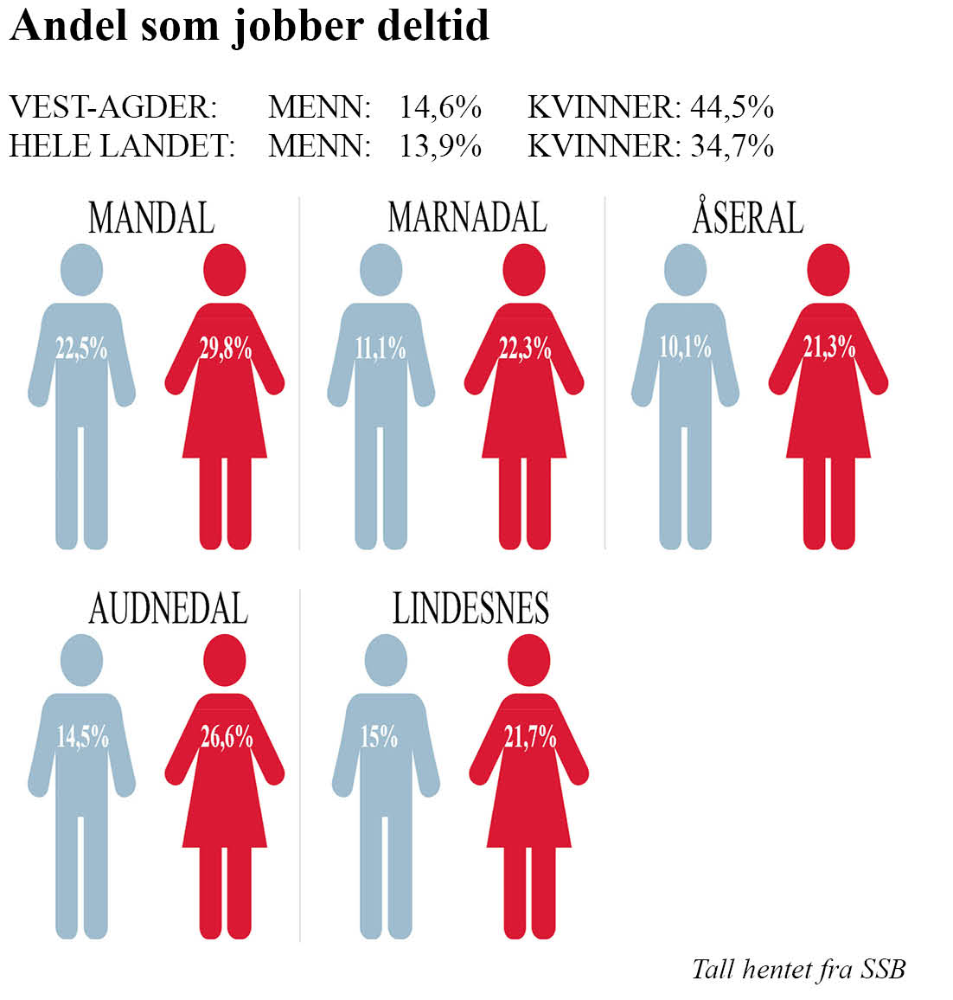 Andel som jobber deltid
VEST-AGDER: MENN: 14,6% KVINNER: 44,5%
HELE LANDET: MENN: 13,9% KVINNER: 34,7%
MANDAL MARNADAL ÅSERAL
22,5% 29,8% 11,1% 22,3% 10,1% 21,3%
AUDNEDAL LINDESNES
14,5% 26,6% 15% 21,7%
Tall hentet fra SSB